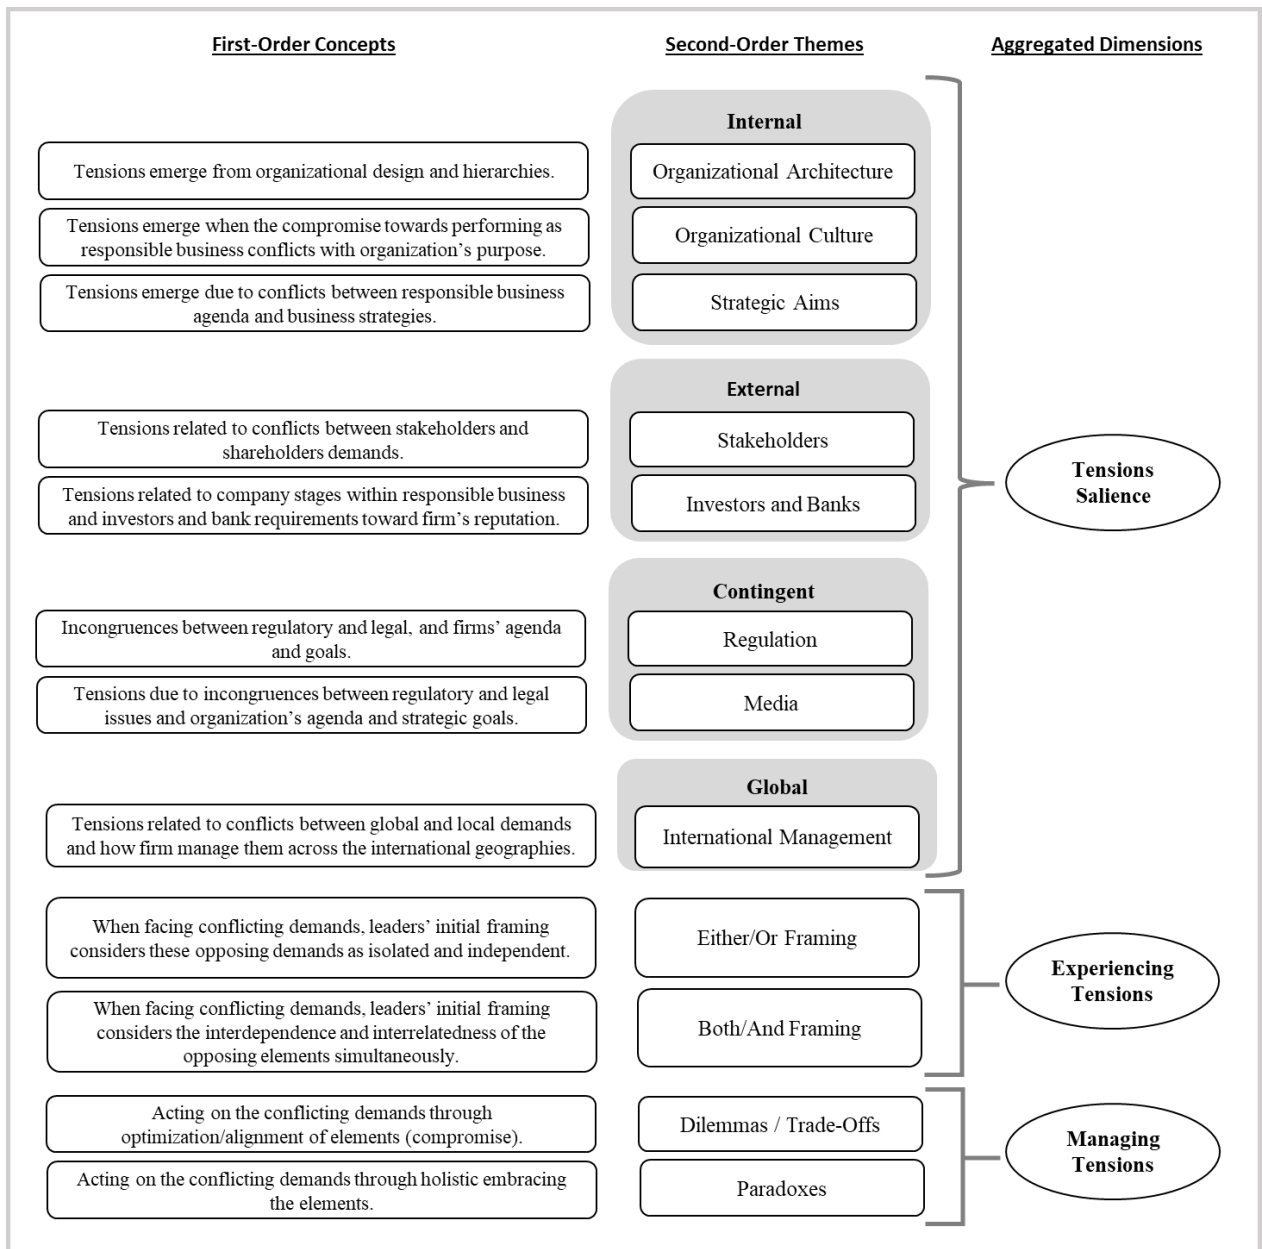 First-Order Concepts
Second-Order Themes
Aggregated Dimensions
Internal
Tensions emerge from organizational design and hierarchies.
Organizational Architecture
Tensions emerge when the compromise towards performing as
responsible business conflicts with organization’s purpose.
Organizational Culture
Tensions emerge due to conflicts between responsible business
agenda and business strategies.
Strategic Aims
External
Tensions related to conflicts between stakeholders and
shareholders demands.
Stakeholders
Tensions related to company stages within responsible business
and investors and bank requirements toward firm’s reputation.
Investors and Banks
Tensions
Salience
Contingent
Incongruences between regulatory and legal, and firms’ agenda
and goals.
Regulation
Tensions due to incongruences between regulatory and legal
issues and organization’s agenda and strategic goals.
Media
Global
Tensions related to conflicts between global and local demands
and how firm manage them across the international geographies.
International Management
When facing conflicting demands, leaders’ initial framing
considers these opposing demands as isolated and independent.
Either/Or Framing
When facing conflicting demands, leaders’ initial framing
considers the interdependence and interrelatedness of the
opposing elements simultaneously.
Both/And Framing
Experiencing
Tensions
Acting on the conflicting demands through
optimization/alignment of elements (compromise).
Dilemmas / Trade-Offs
Acting on the conflicting demands through holistic embracing
the elements.
Paradoxes
Managing
Tensions